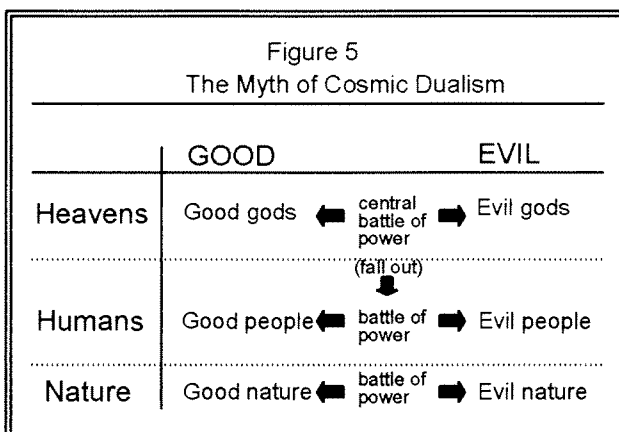 Figure 5
The Myth of Cosmic Dualism
GOOD EVIL
Heavens Good gods central battle of power Evil gods
(fall out)
Humans Good people battle of power Evil people
Nature Good nature battle of power Evil nature